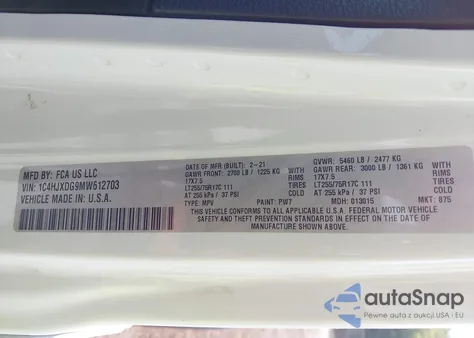 MFD BY: FCA US LLC
VIN: 1C4HJXDG9MW612703
VEHICLE MADE IN U.S.A.
DATE OF MFR (BUILT): 2-21
GVWR: 5460 LB / 2477 KG
GAWR FRONT: 2700 LB / 1225 KG WITH
GAWR REAR: 3000 LB / 1361 KG WITH
17X7.5 RIMS
17X7.5 RIMS
LT255/75R17C 111 TIRES
LT255/75R17C 111 TIRES
AT 255 kPa / 37 PSI COLD
AT 255 kPa / 37 PSI COLD
TYPE: MPV PAINT: PW7 MDH: 013015 MKT: 875
THIS VEHICLE CONFORMS TO ALL APPLICABLE U.S.A. FEDERAL MOTOR VEHICLE
SAFETY AND THEFT PREVENTION STANDARDS IN EFFECT ON THE DATE OF
MANUFACTURE SHOWN ABOVE.
autoSnap
Pewne auta z aukcji USA i EU